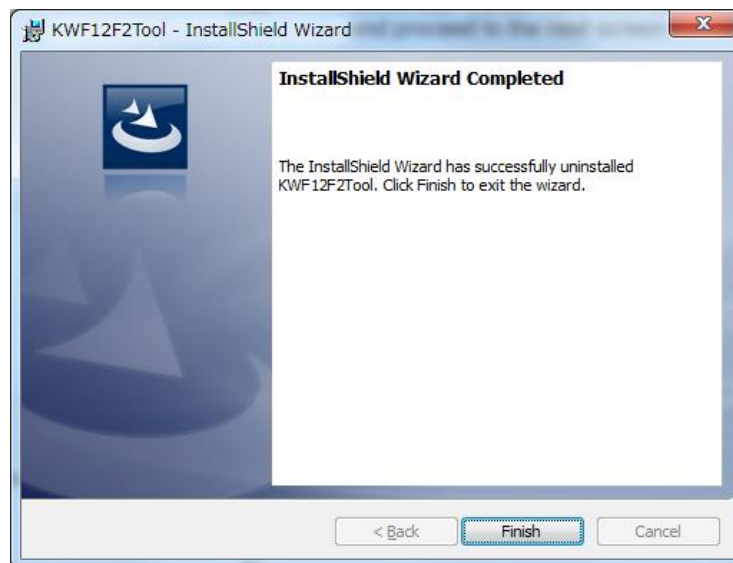 KWF12F2Tool - InstallShield Wizard
InstallShield Wizard Completed
The InstallShield Wizard has successfully uninstalled
KWF12F2Tool. Click Finish to exit the wizard.
< Back
Finish
Cancel